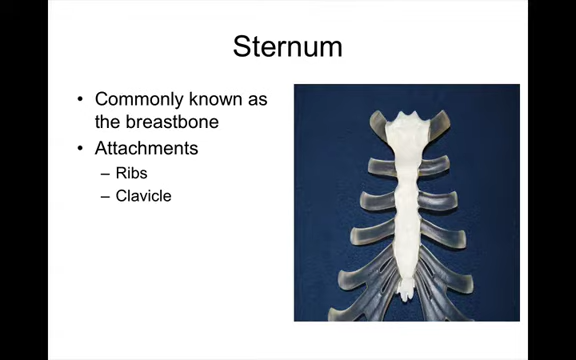 Sternum
• Commonly known as
the breastbone
• Attachments
– Ribs
– Clavicle